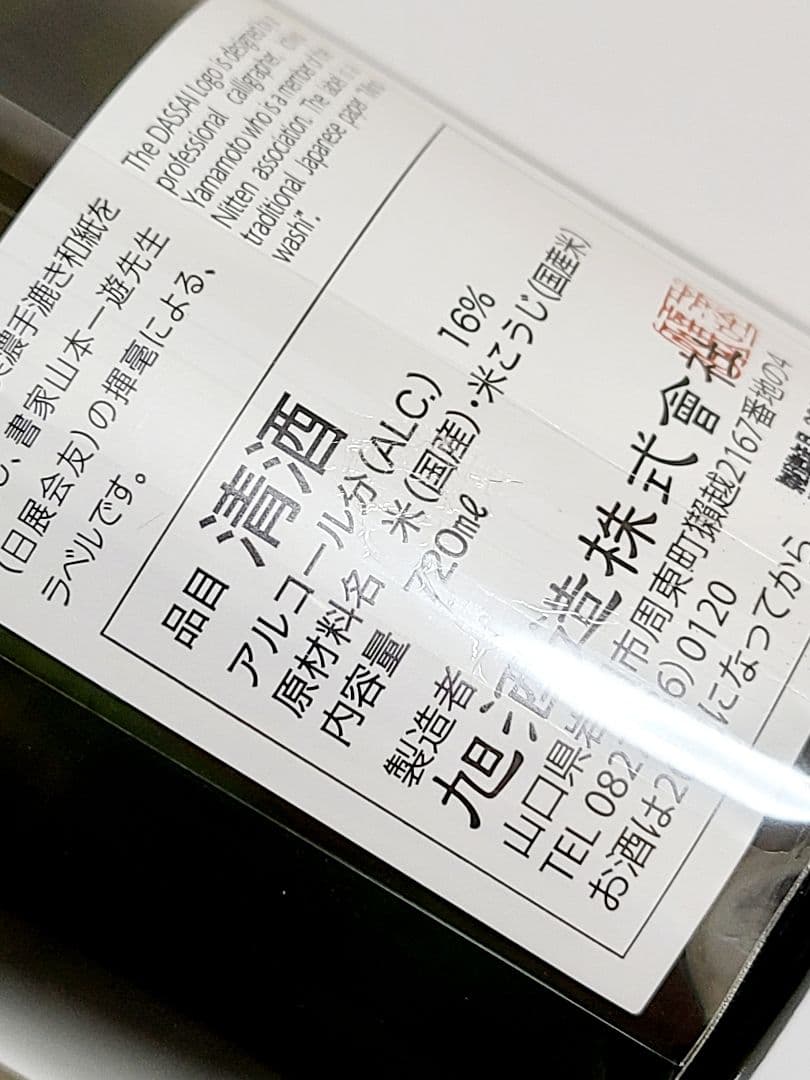 濃手漉き和紙を
、書家山本一遊先生
(日展会友)の揮毫による、
ラベルです。
The DASSAI Logo is designed by a
professional calligrapher,
Yamamoto who is a member of the
Nitten association. The label is
traditional Japanese paper
washi".
品目 清酒
アルコール分(ALC.) 16%
原材料名 米(国産)・米こうじ(国産米)
内容量 720mℓ
製造者
旭酒造株式會社
山口県岩 市周東町獺越2167番地の4
TEL 082 6)0120
お酒は20 になってから